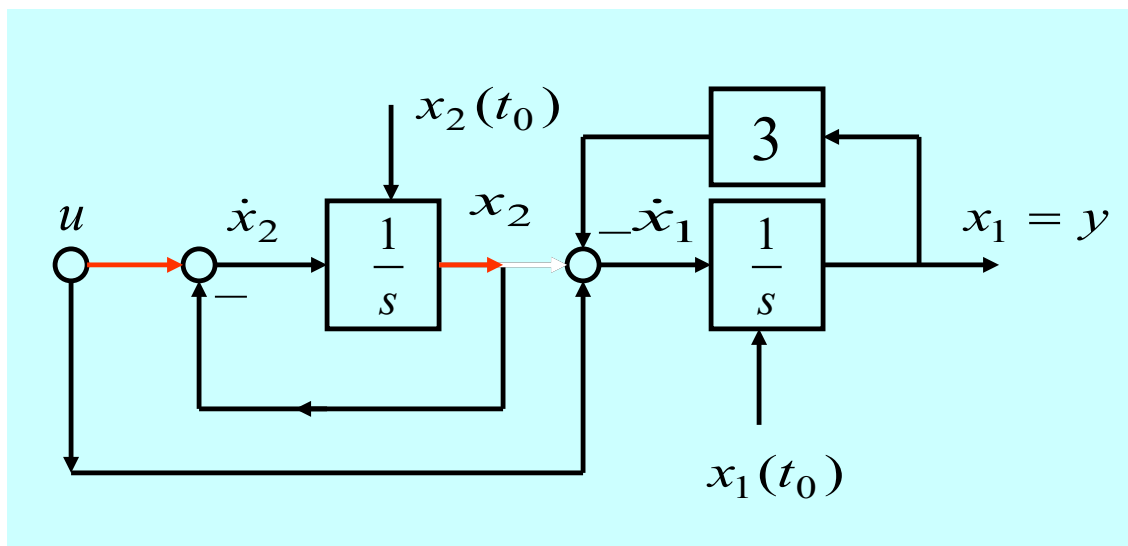 x₂(t₀)
3
u
ẋ₂
1
s
x₂
−
ẋ₁
1
s
x₁ = y
−
x₁(t₀)